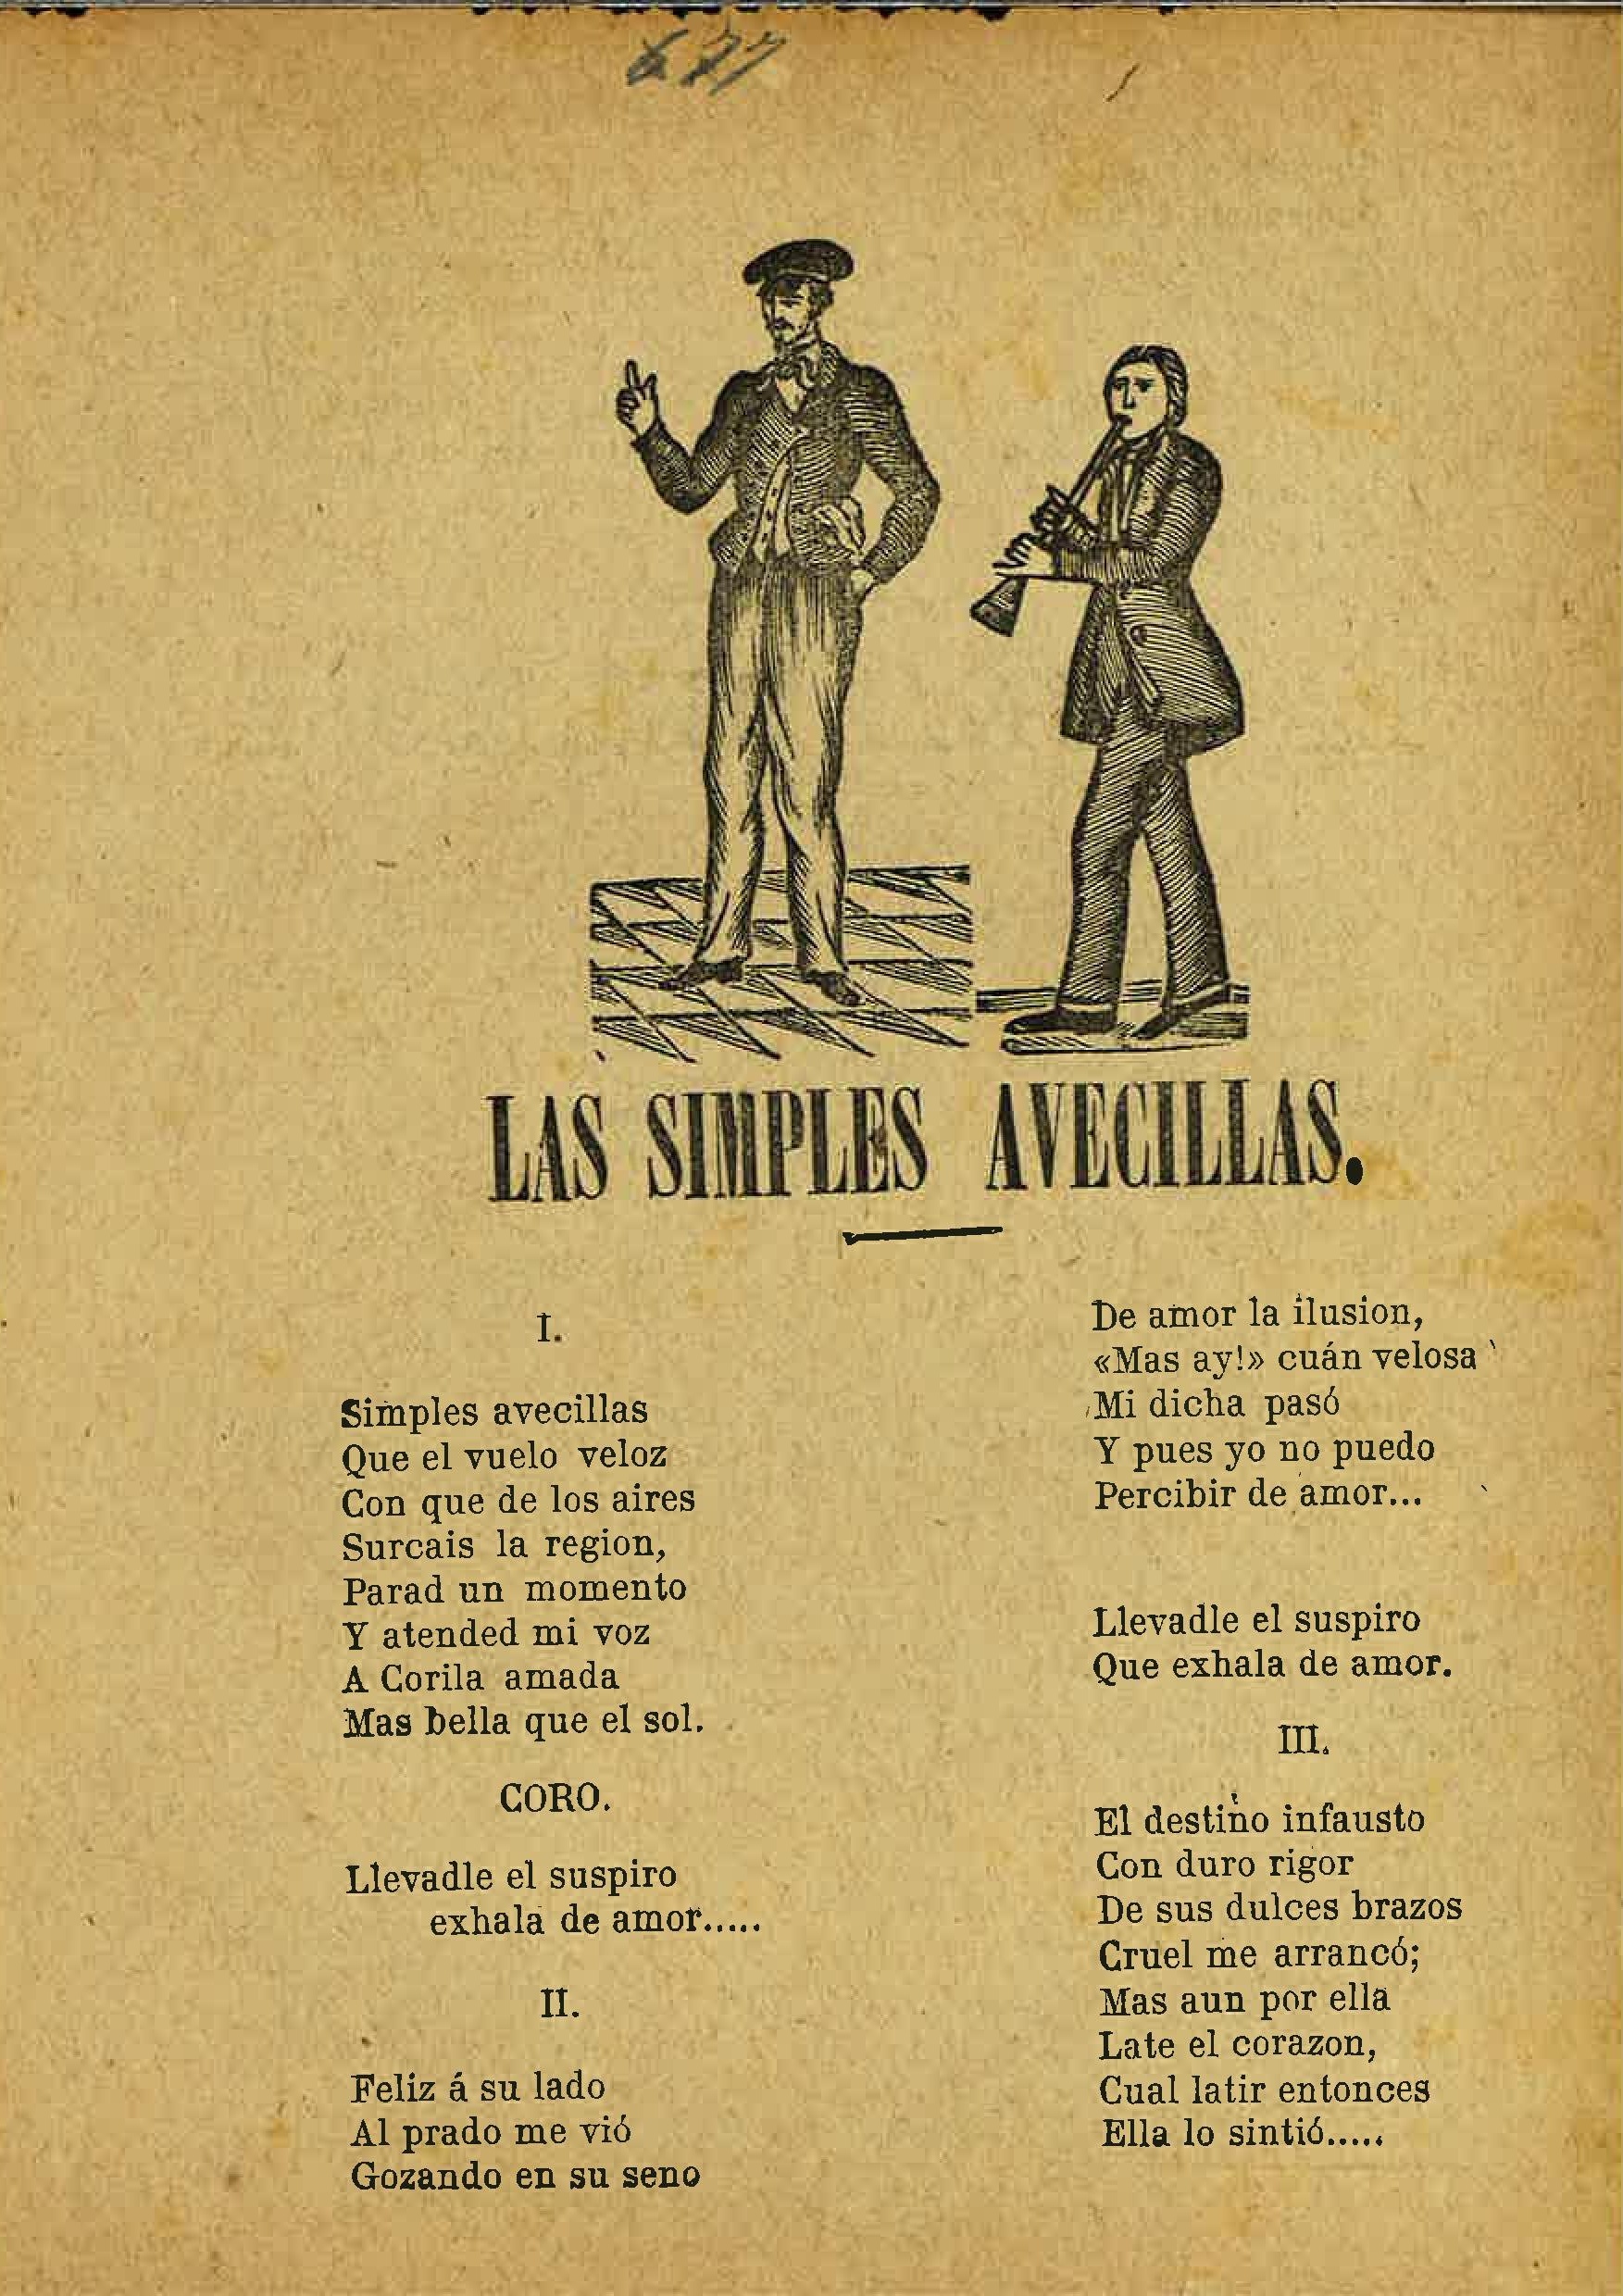 677
LAS SIMPLES AVECILLAS.
I.
Simples avecillas
Que el vuelo veloz
Con que de los aires
Surcais la region,
Parad un momento
Y atended mi voz
A Corila amada
Mas bella que el sol.
CORO.
Llevadle el suspiro
exhala de amor.....
II.
Feliz á su lado
Al prado me vió
Gozando en su seno
De amor la ilusion,
«Mas ay!» cuán velosa
Mi dicha pasó
Y pues yo no puedo
Percibir de amor...
Llevadle el suspiro
Que exhala de amor.
III.
El destino infausto
Con duro rigor
De sus dulces brazos
Cruel me arrancó;
Mas aun por ella
Late el corazon,
Cual latir entonces
Ella lo sintió.....